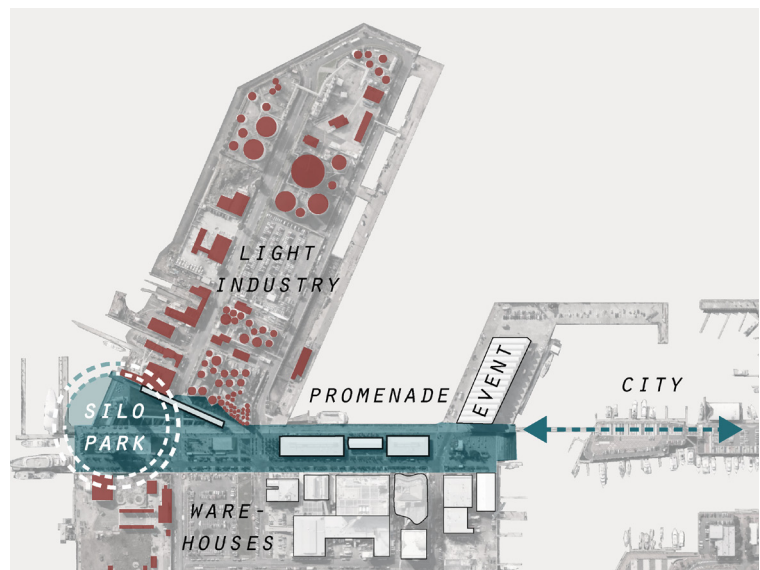 LIGHT
INDUSTRY
PROMENADE
EVENT
CITY
SILO
PARK
WARE-
HOUSES